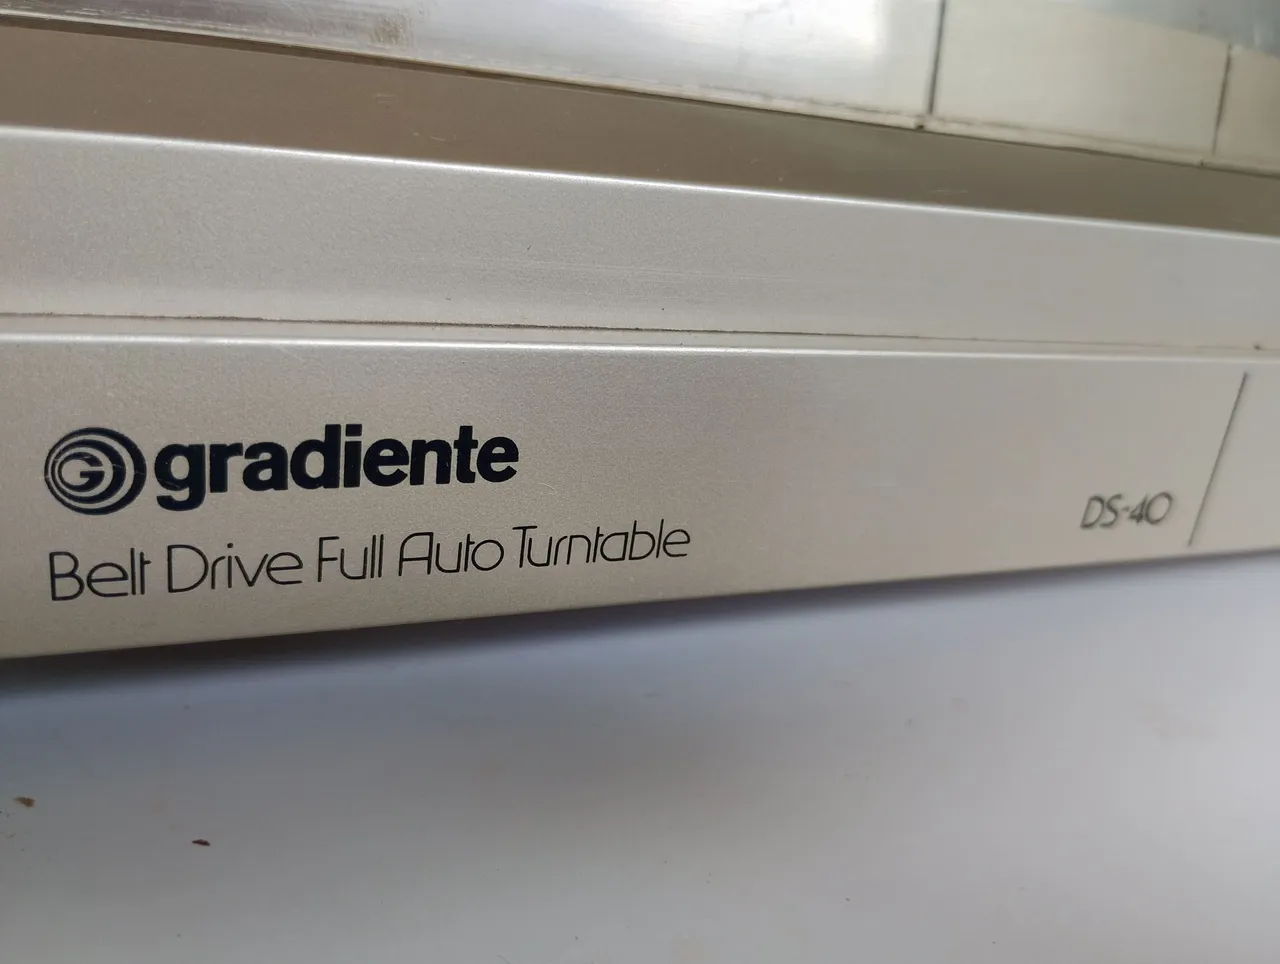 G gradiente
Belt Drive Full Auto Turntable
DS-40